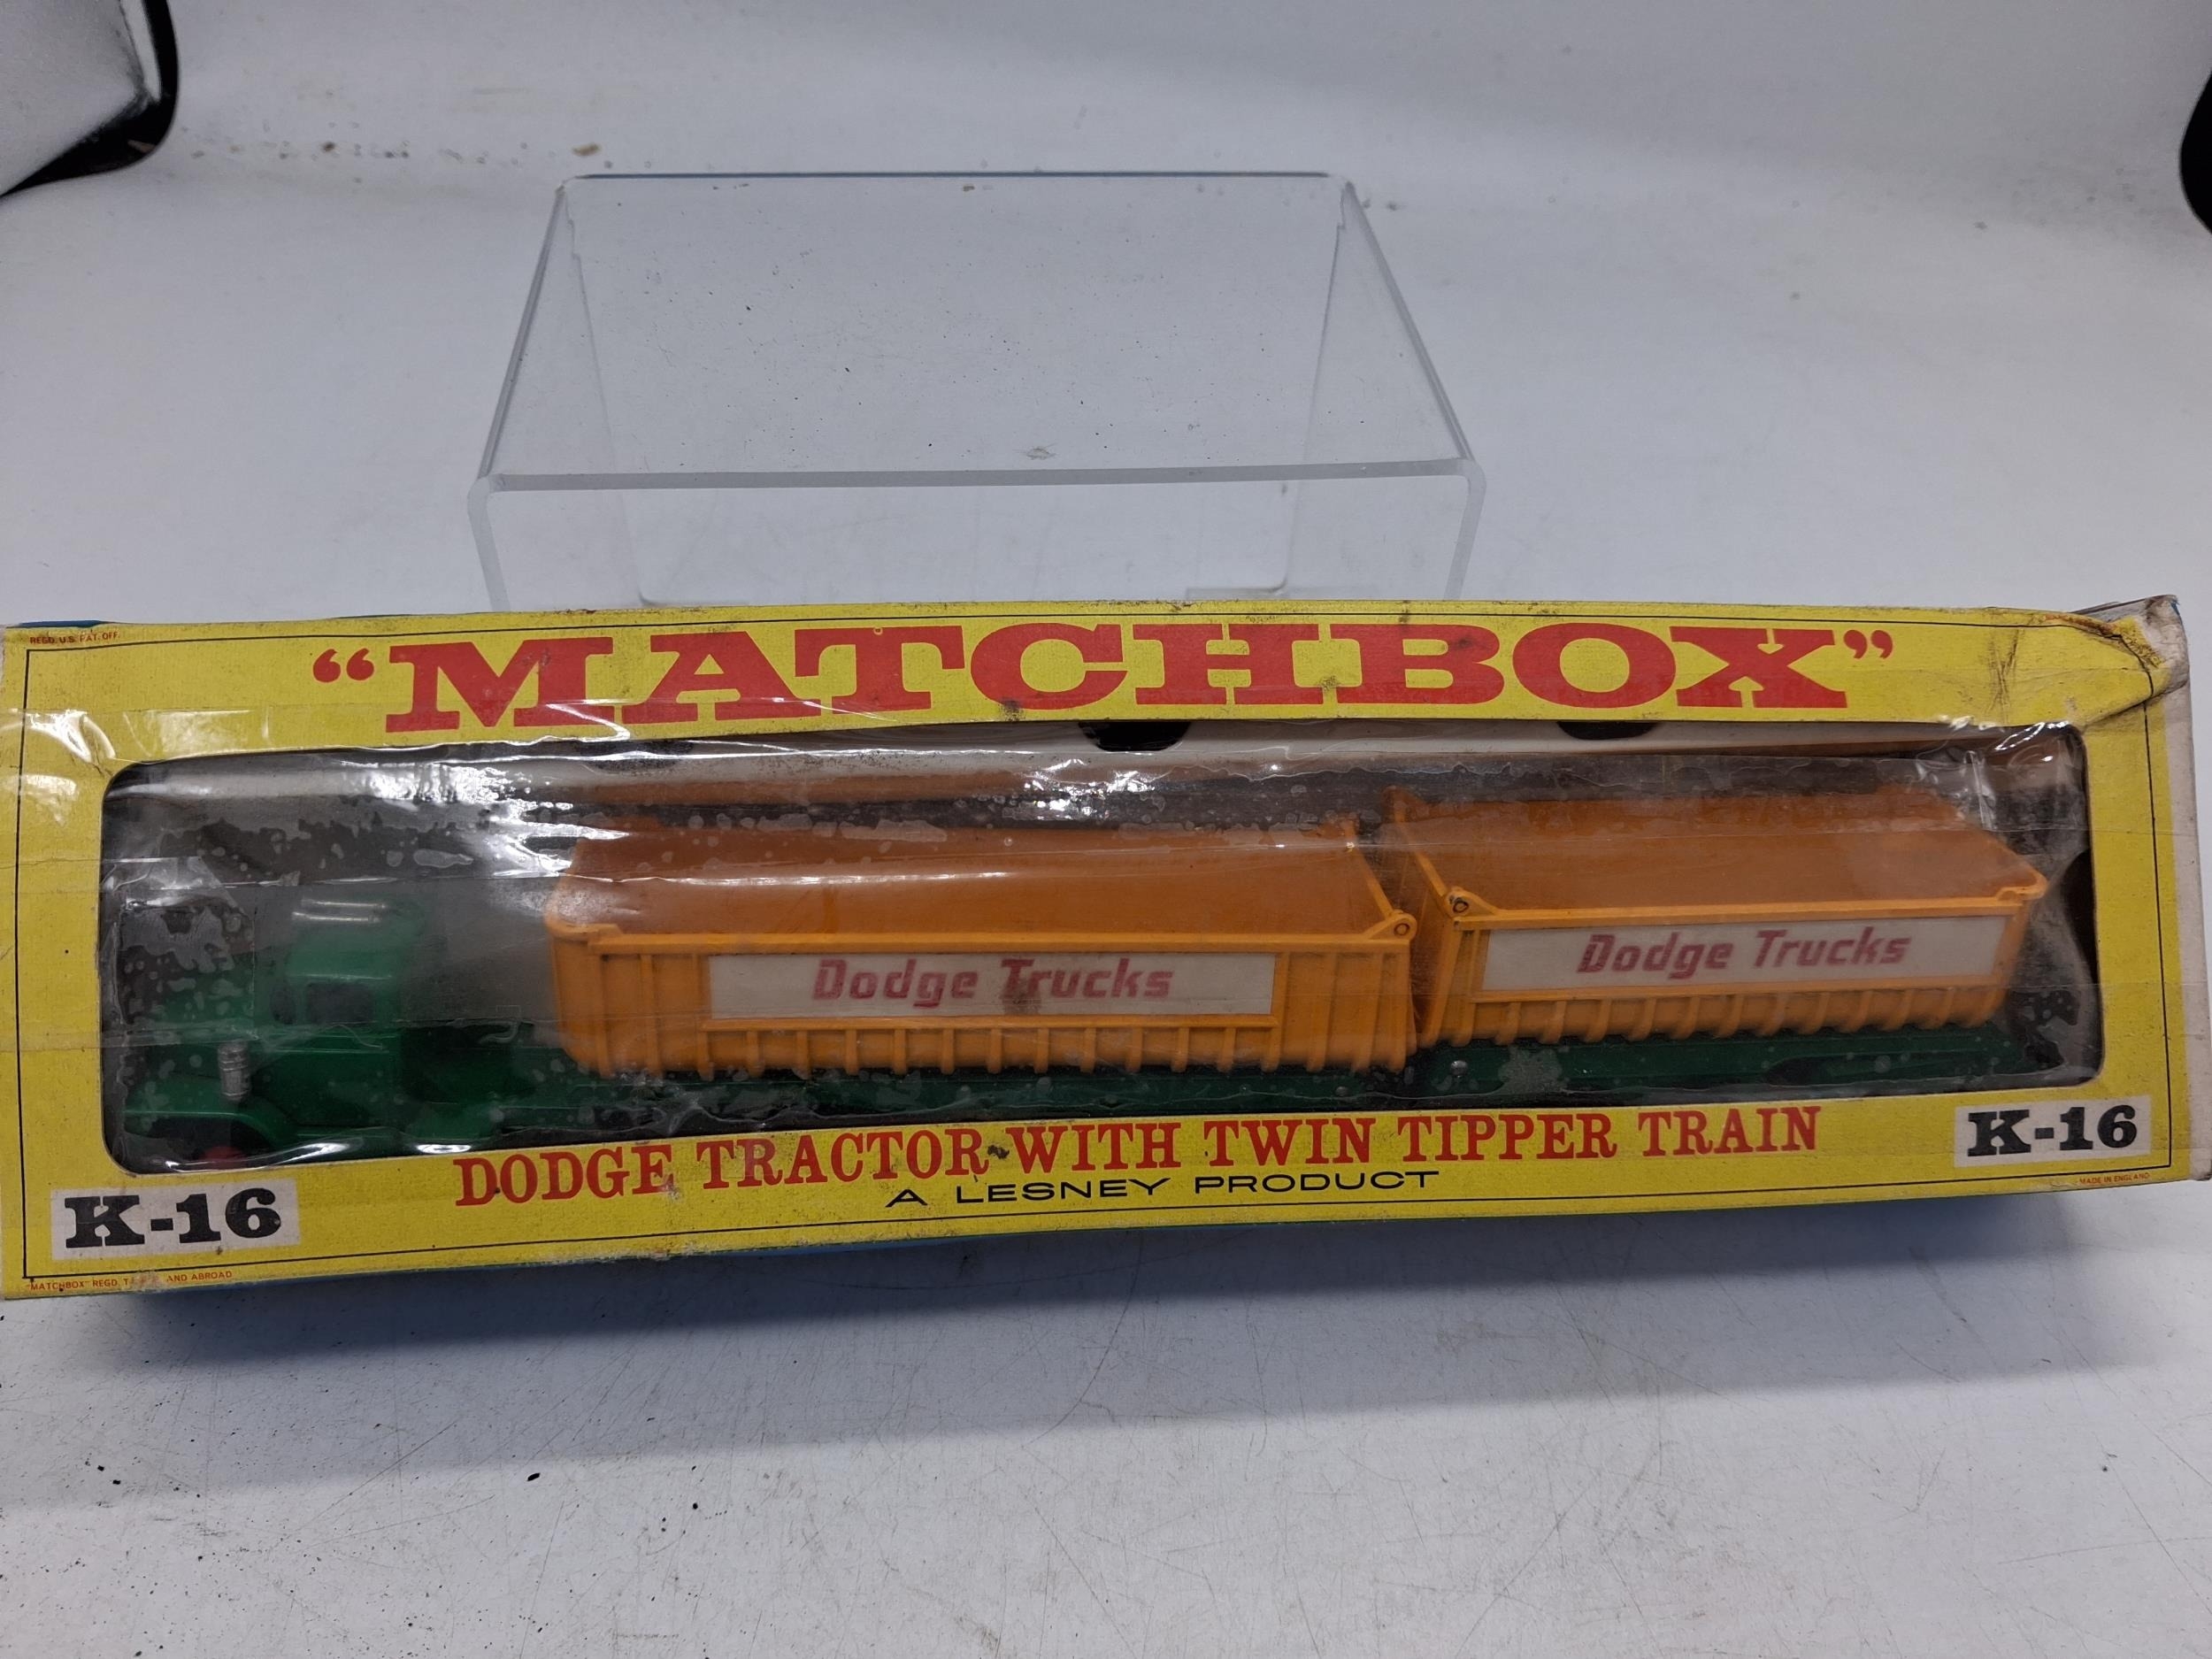 REGD. U.S. PAT. OFF.
“MATCHBOX”
Dodge Trucks
Dodge Trucks
DODGE TRACTOR WITH TWIN TIPPER TRAIN
K-16
A LESNEY PRODUCT
K-16
MADE IN ENGLAND
"MATCHBOX" REGD. AND ABROAD